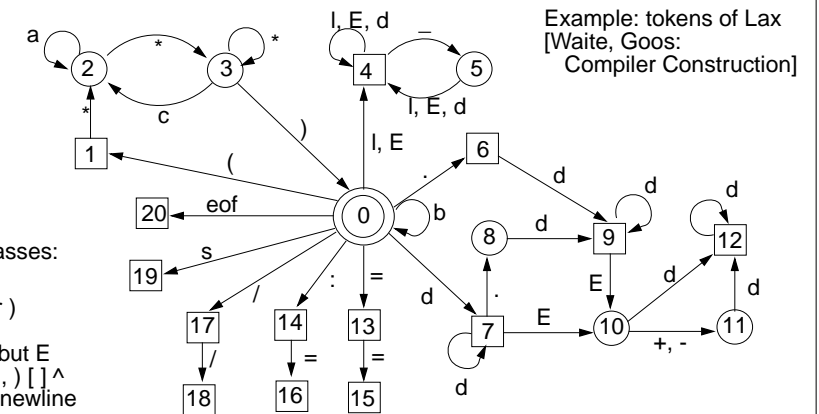 Example: tokens of Lax
[Waite, Goos:
Compiler Construction]
a
*
*
l, E, d
_
2
3
4
5
c
l, E, d
*
)
l, E
1
(
.
6
d
d
d
20
eof
0
b
8
d
9
12
asses:
s
19
/
:
=
d
.
E
d
d
17
14
13
7
E
10
11
+, -
/
=
=
d
18
16
15
r )
but E
, ) [ ] ^
newline